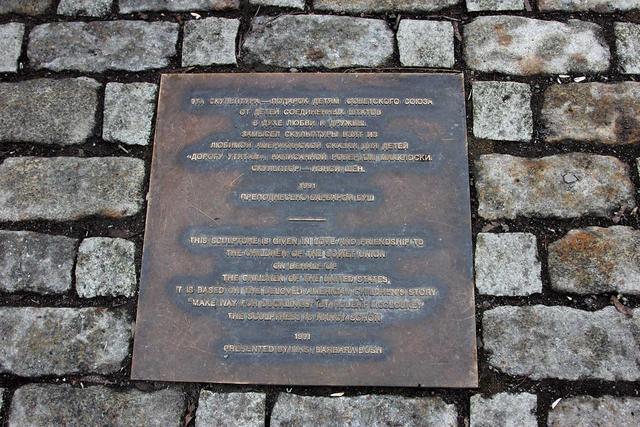 ЭТА СКУЛЬПТУРА—ПОДАРОК ДЕТЯМ СОВЕТСКОГО СОЮЗА
ОТ ДЕТЕЙ СОЕДИНЕННЫХ ШТАТОВ
В ДУХЕ ЛЮБВИ И ДРУЖБЫ.
ЗАМЫСЕЛ СКУЛЬПТУРЫ ВЗЯТ ИЗ
ЛЮБИМОЙ АМЕРИКАНСКОЙ СКАЗКИ ДЛЯ ДЕТЕЙ
«ДОРОГУ УТЯТАМ», НАПИСАННОЙ РОБЕРТОМ МАККЛОСКИ.
СКУЛЬПТОР—НЭНСИ ШЁН.
1991
ПРЕПОДНЕСЕНО БАРБАРОЙ БУШ
THIS SCULPTURE IS GIVEN IN LOVE AND FRIENDSHIP TO
THE CHILDREN OF THE SOVIET UNION
ON BEHALF OF
THE CHILDREN OF THE UNITED STATES,
IT IS BASED ON THE BELOVED AMERICAN CHILDREN'S STORY
"MAKE WAY FOR DUCKLINGS" BY ROBERT MCCLOSKEY
THE SCULPTRESS IS NANCY SCHÖN
1991
PRESENTED BY MRS. BARBARA BUSH